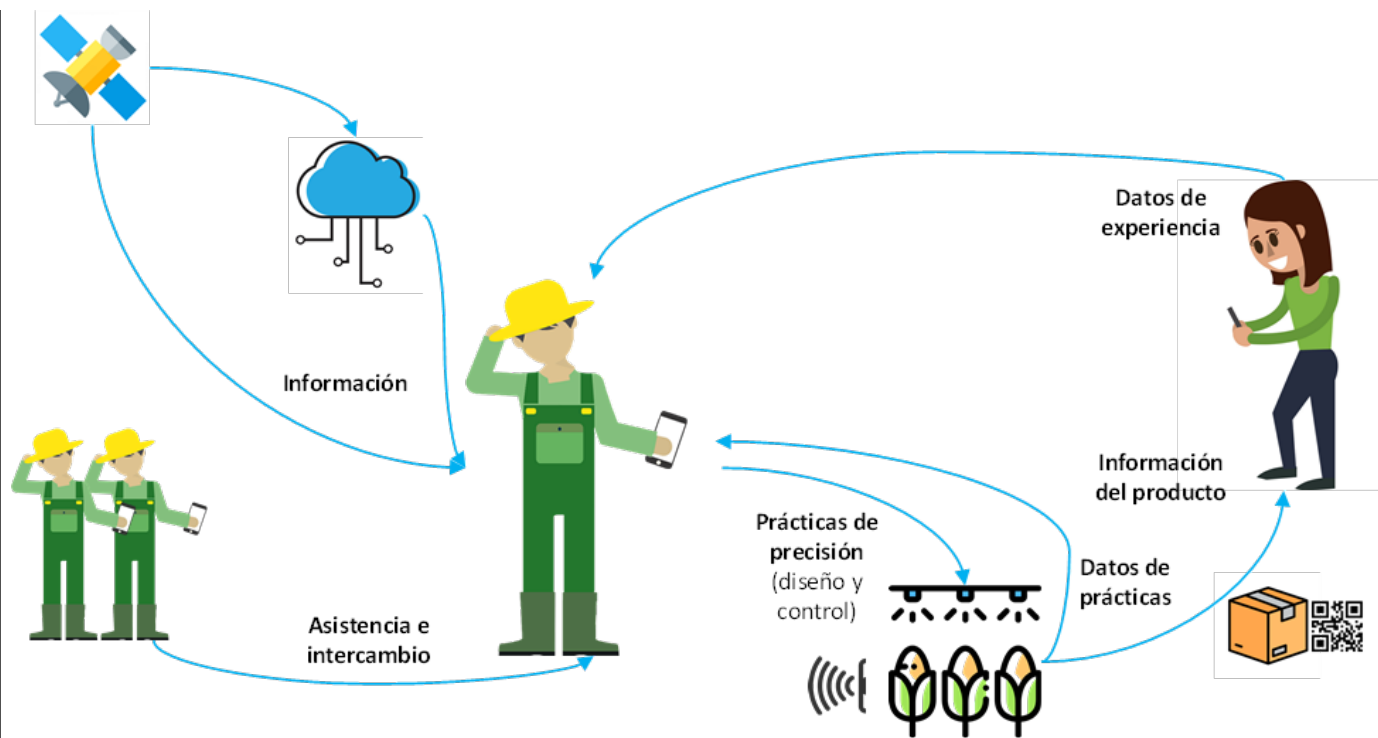 Datos de
experiencia
Información
Información
del producto
Prácticas de
precisión
(diseño y
control)
Datos de
prácticas
Asistencia e
intercambio